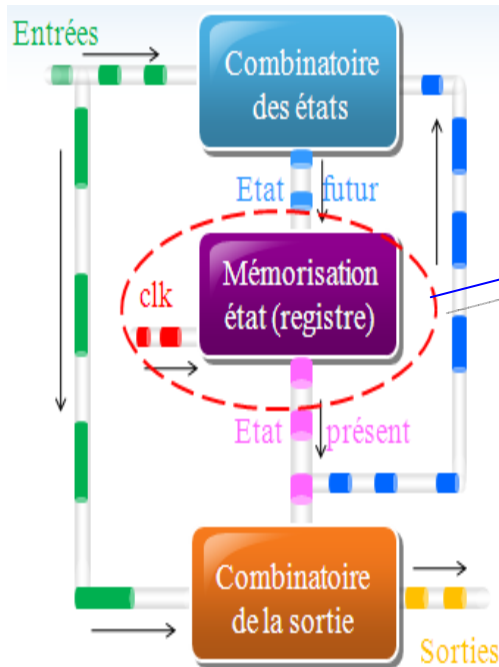 Entrées
Combinatoire
des états
Etat futur
clk
Mémorisation
état (registre)
Etat présent
Combinatoire
de la sortie
Sorties